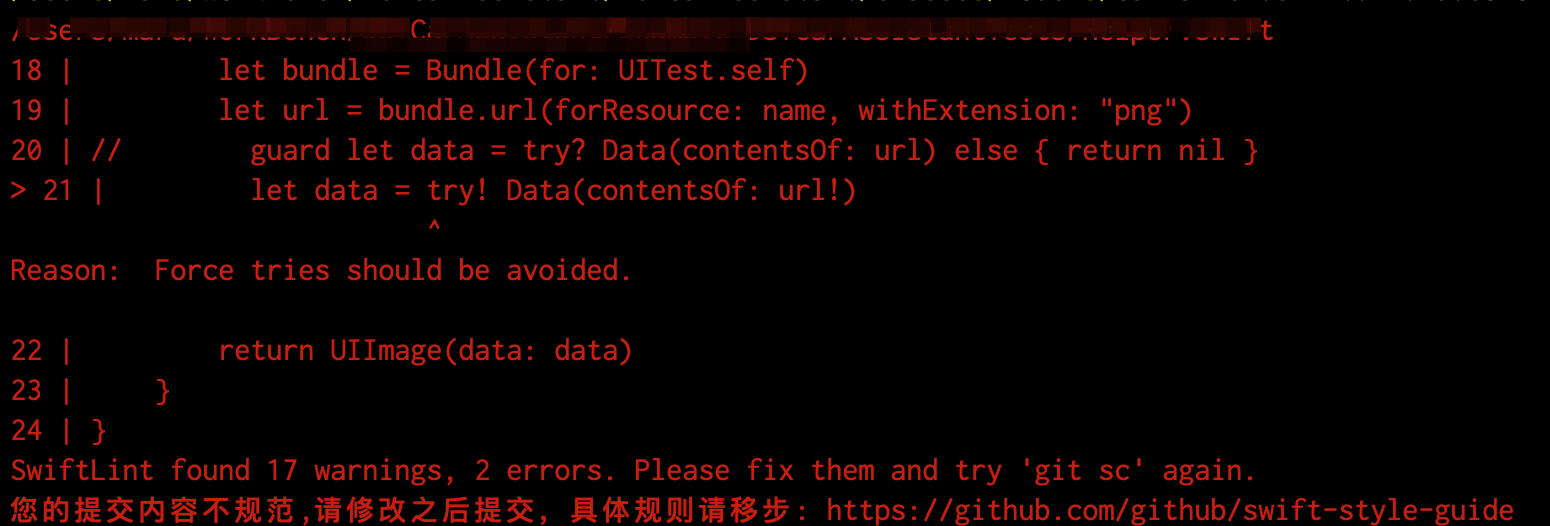 18 |         let bundle = Bundle(for: UITest.self)
19 |         let url = bundle.url(forResource: name, withExtension: "png")
20 | //        guard let data = try? Data(contentsOf: url) else { return nil }
> 21 |         let data = try! Data(contentsOf: url!)
^
Reason:  Force tries should be avoided.
22 |         return UIImage(data: data)
23 |     }
24 | }
SwiftLint found 17 warnings, 2 errors. Please fix them and try 'git sc' again.
您的提交内容不规范,请修改之后提交, 具体规则请移步: https://github.com/github/swift-style-guide